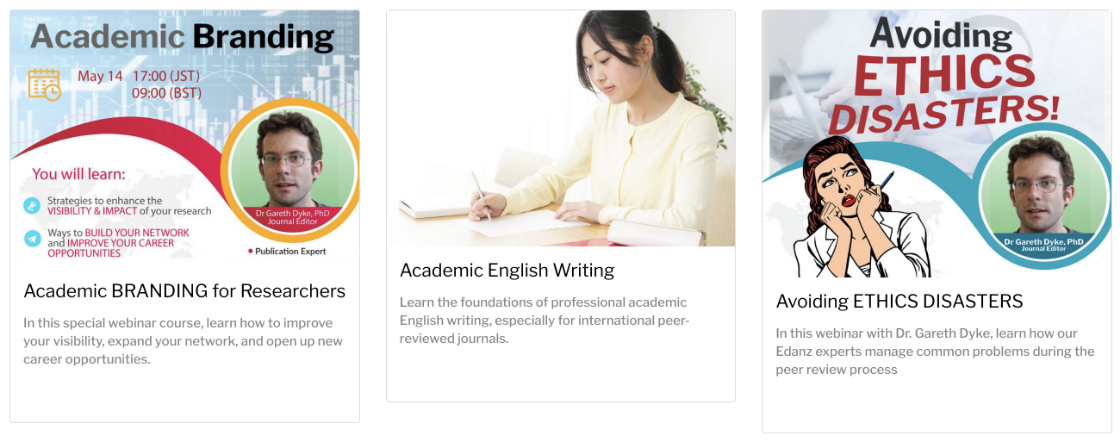 Academic Branding
May 14 17:00 (JST)
09:00 (BST)
You will learn:
Strategies to enhance the
VISIBILITY & IMPACT of your research
Ways to BUILD YOUR NETWORK
and IMPROVE YOUR CAREER
OPPORTUNITIES
Dr Gareth Dyke, PhD
Journal Editor
• Publication Expert
Academic BRANDING for Researchers
In this special webinar course, learn how to improve
your visibility, expand your network, and open up new
career opportunities.
Academic English Writing
Learn the foundations of professional academic
English writing, especially for international peer-
reviewed journals.
Avoiding
ETHICS
DISASTERS!
Dr Gareth Dyke, PhD
Journal Editor
Avoiding ETHICS DISASTERS
In this webinar with Dr. Gareth Dyke, learn how our
Edanz experts manage common problems during the
peer review process